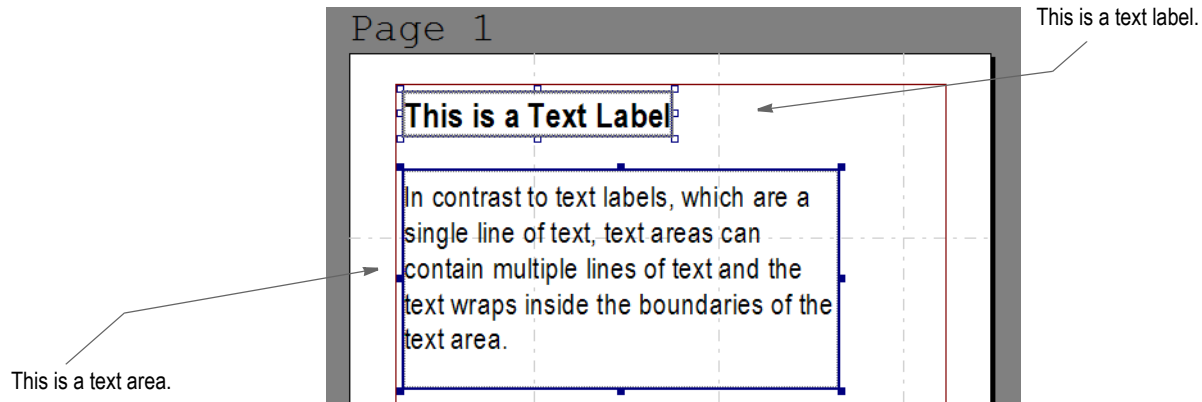 Page 1
This is a text label.
This is a Text Label
In contrast to text labels, which are a
single line of text, text areas can
contain multiple lines of text and the
text wraps inside the boundaries of the
text area.
This is a text area.